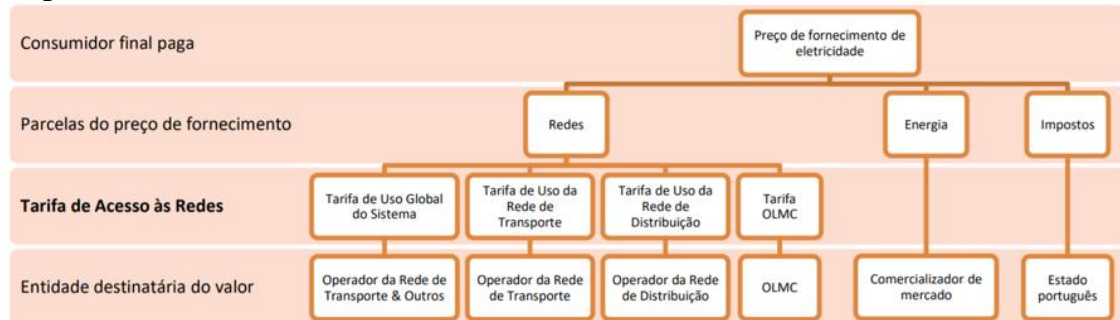 Consumidor final paga
Preço de fornecimento de
eletricidade
Parcelas do preço de fornecimento
Redes
Energia
Impostos
Tarifa de Acesso às Redes
Tarifa de Uso Global
do Sistema
Tarifa de Uso da
Rede de
Transporte
Tarifa de Uso da
Rede de
Distribuição
Tarifa
OLMC
Entidade destinatária do valor
Operador da Rede de
Transporte & Outros
Operador da Rede
de Transporte
Operador da Rede
de Distribuição
OLMC
Comercializador de
mercado
Estado
português